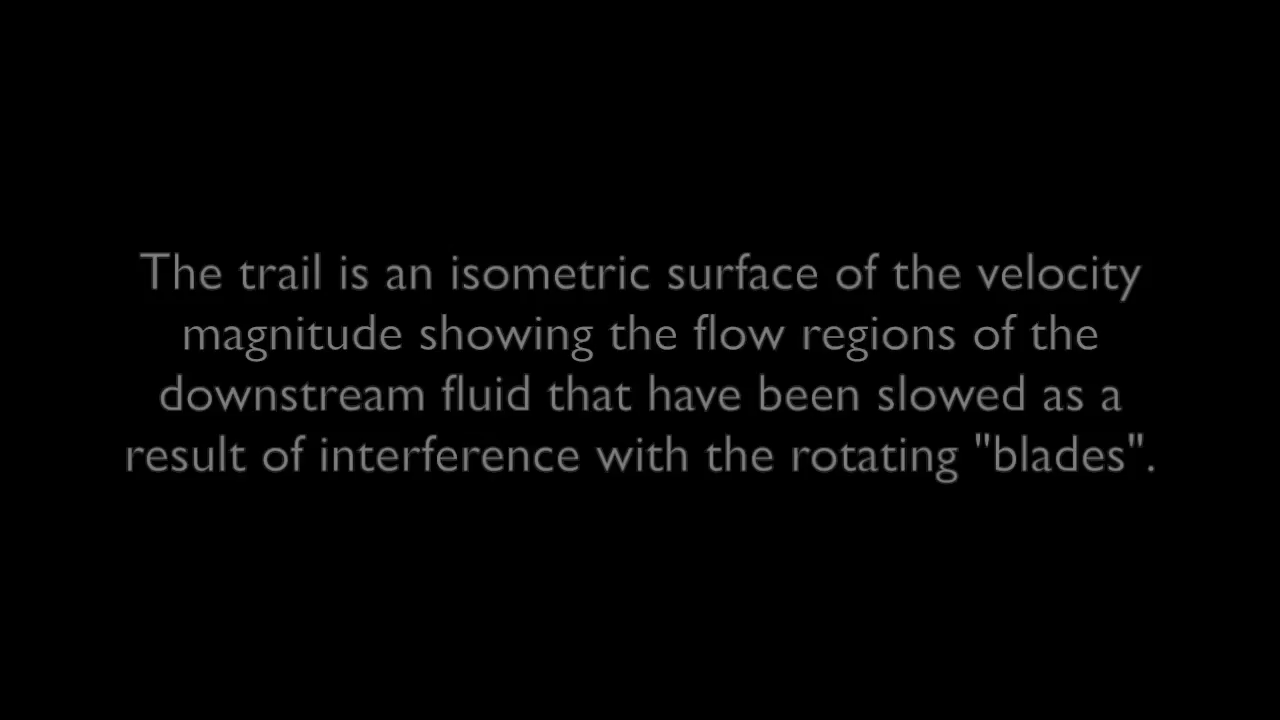 The trail is an isometric surface of the velocity
magnitude showing the flow regions of the
downstream fluid that have been slowed as a
result of interference with the rotating "blades".